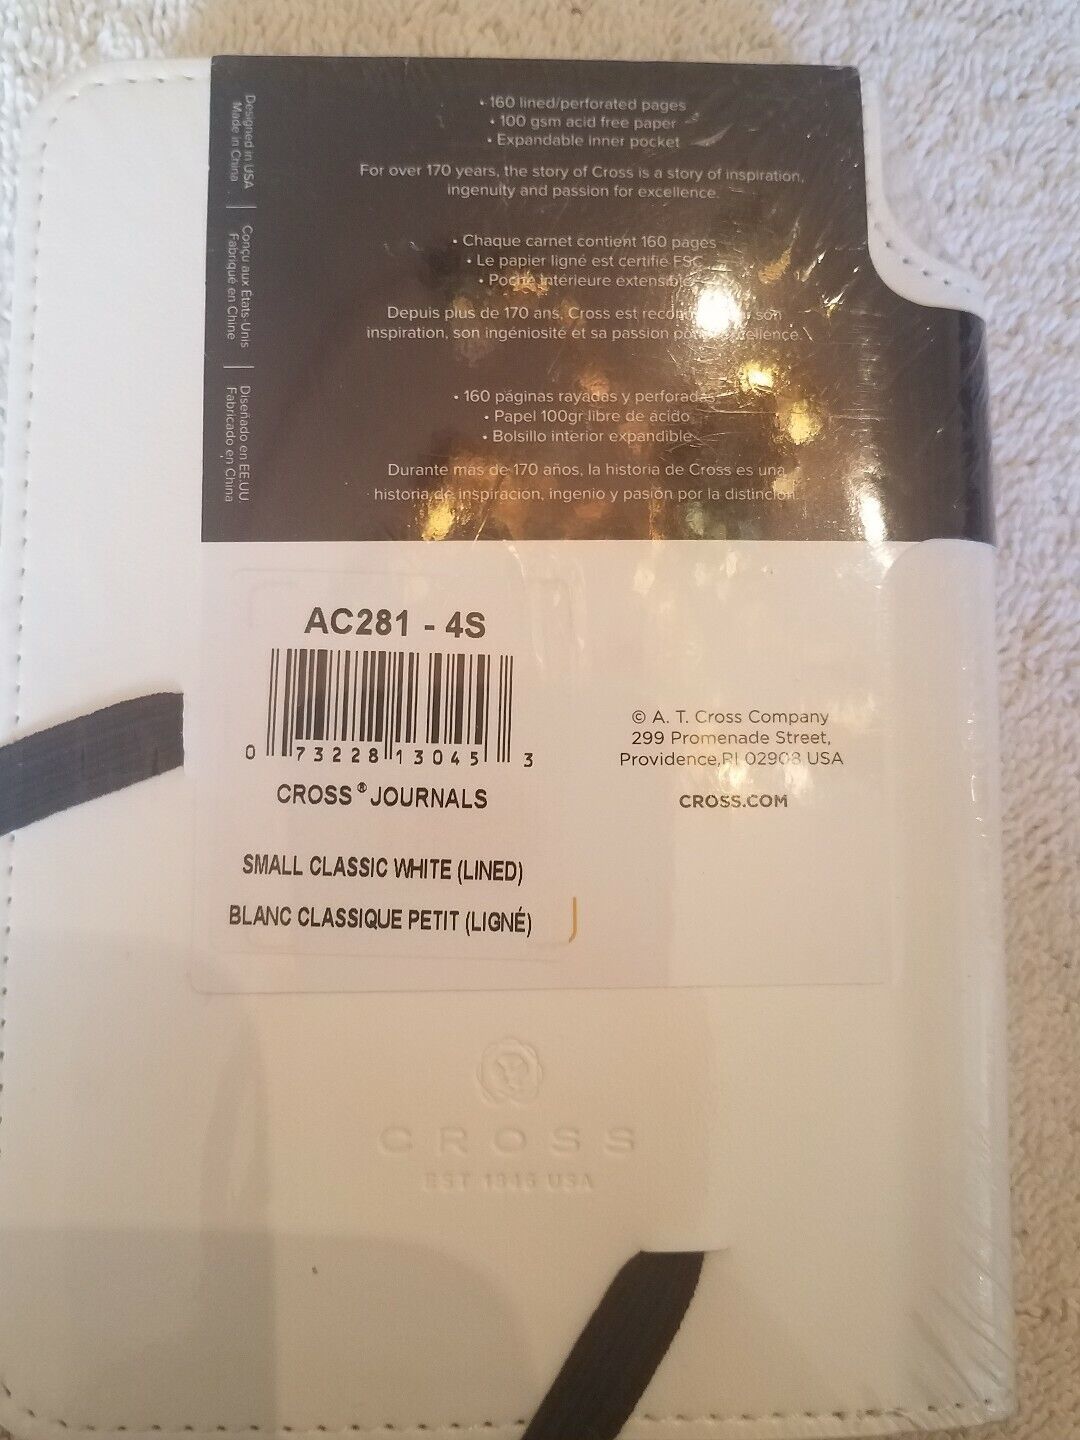 • 160 lined/perforated pages
• 100 gsm acid free paper
• Expandable inner pocket
For over 170 years, the story of Cross is a story of inspiration,
ingenuity and passion for excellence.
• Chaque carnet contient 160 pages
• Le papier ligné est certifié FSC
• Poche intérieure extensible
Depuis plus de 170 ans, Cross est son
inspiration, son ingéniosité et sa passion
• 160 páginas rayadas y perforadas
• Papel 100gr libre de acido
• Bolsillo interior expandible
Durante más de 170 años, la historia de Cross es una
historia de inspiración, ingenio y pasión por la distinción.
Designed in USA
Made in China
Conçu aux États-Unis
Fabriqué en Chine
Diseñado en EE.UU.
Fabricado en China
AC281 - 4S
0 73228 13045 3
CROSS® JOURNALS
SMALL CLASSIC WHITE (LINED)
BLANC CLASSIQUE PETIT (LIGNÉ)
© A. T. Cross Company
299 Promenade Street,
Providence,RI 02908 USA
CROSS.COM
CROSS
EST 1846 USA